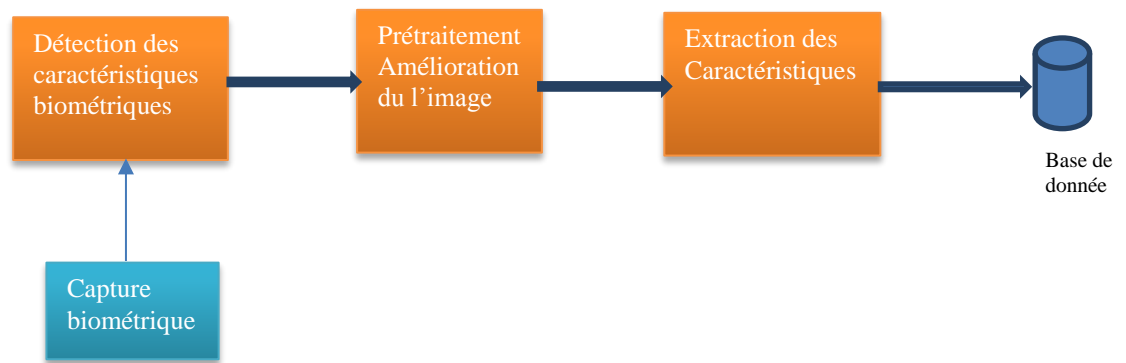 Détection des
caractéristiques
biométriques
Prétraitement
Amélioration
du l’image
Extraction des
Caractéristiques
Base de
donnée
Capture
biométrique